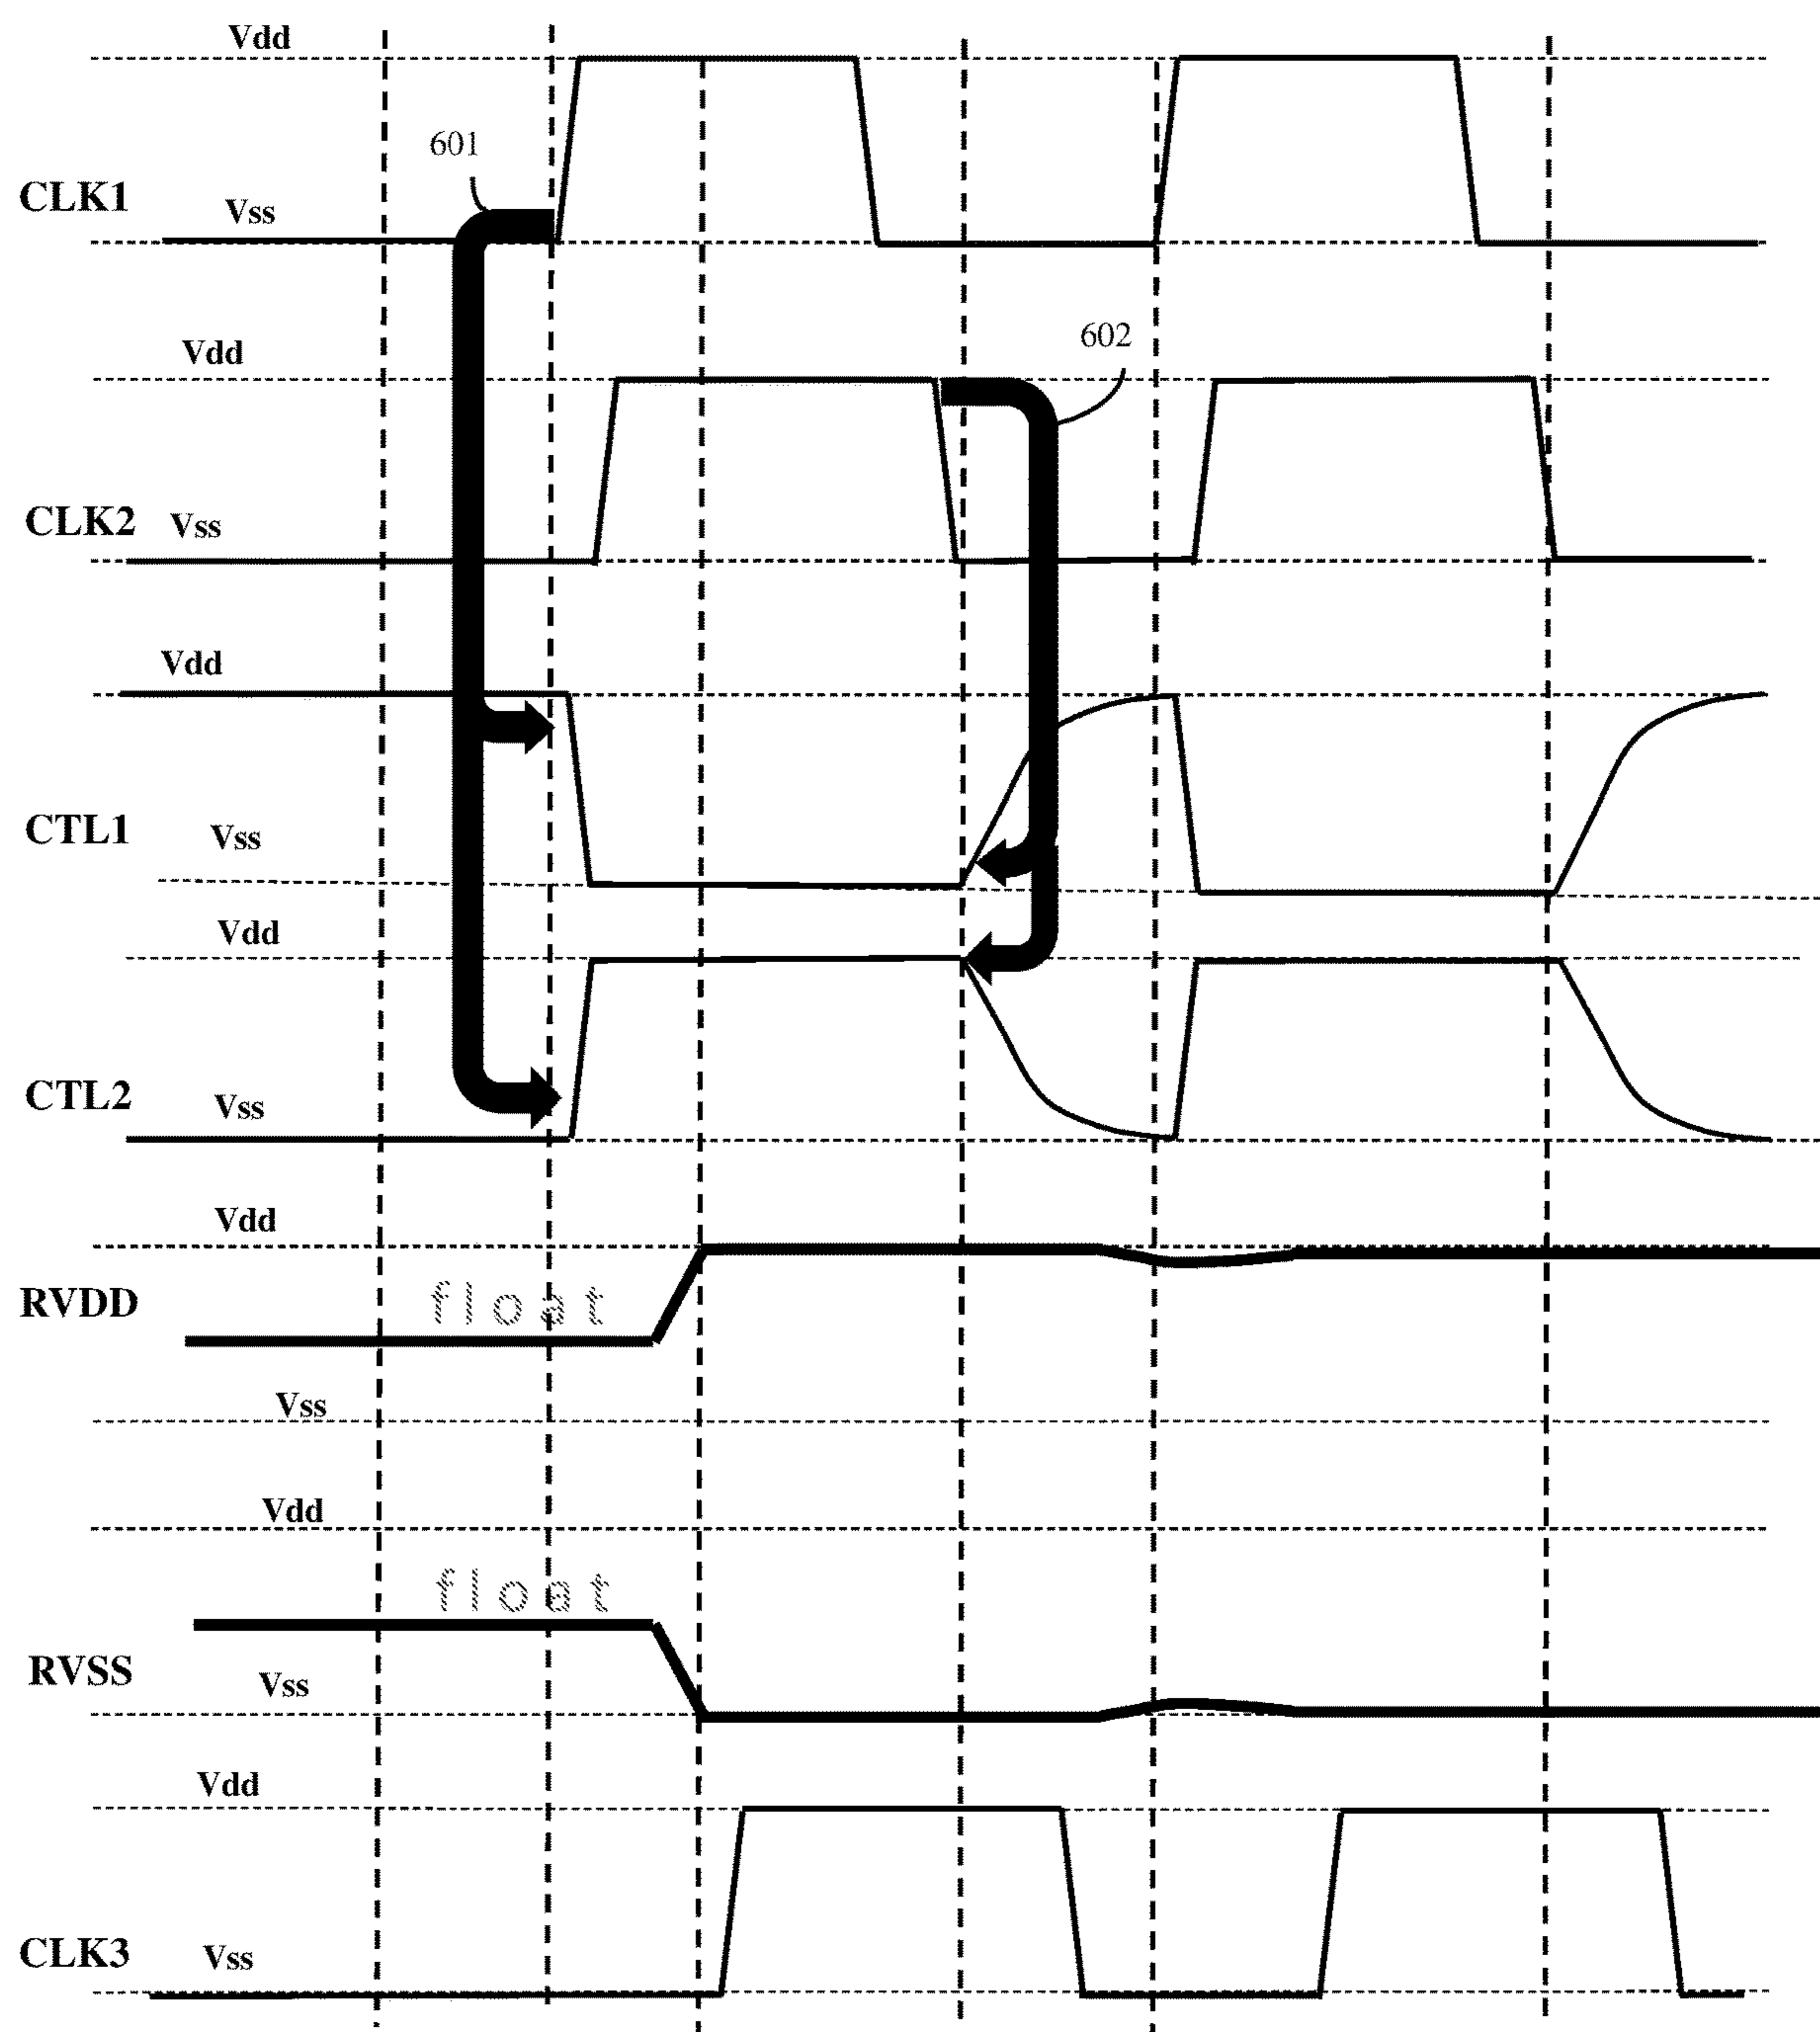 Vdd
601
CLK1
Vss
602
Vdd
CLK2
Vss
Vdd
CTL1
Vss
Vdd
CTL2
Vss
Vdd
float
RVDD
Vss
Vdd
float
RVSS
Vss
Vdd
CLK3
Vss